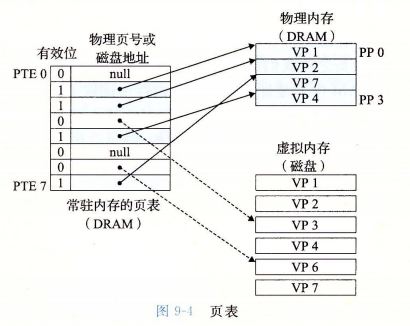 物理页号或
磁盘地址
有效位
PTE 0 0 null
1
1
0
1
0 null
0
PTE 7 1
常驻内存的页表
（DRAM）
物理内存
（DRAM）
VP 1 PP 0
VP 2
VP 7
VP 4 PP 3
虚拟内存
（磁盘）
VP 1
VP 2
VP 3
VP 4
VP 6
VP 7
图 9-4 页表